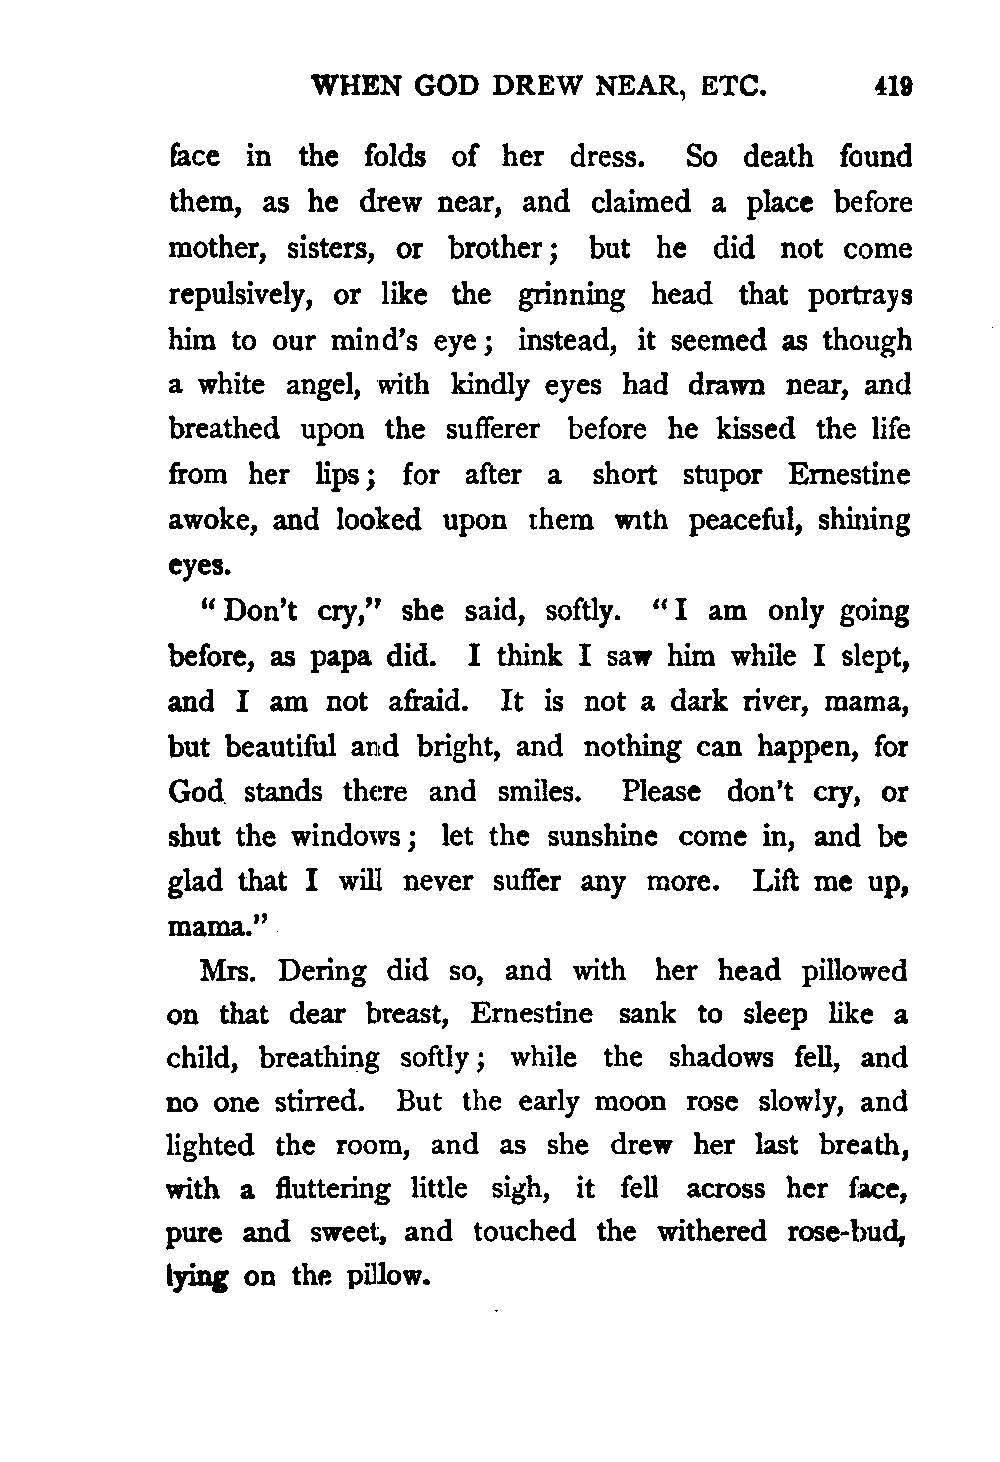 WHEN GOD DREW NEAR, ETC. 419
face in the folds of her dress. So death found
them, as he drew near, and claimed a place before
mother, sisters, or brother; but he did not come
repulsively, or like the grinning head that portrays
him to our mind's eye; instead, it seemed as though
a white angel, with kindly eyes had drawn near, and
breathed upon the sufferer before he kissed the life
from her lips; for after a short stupor Ernestine
awoke, and looked upon them with peaceful, shining
eyes.
"Don't cry," she said, softly. "I am only going
before, as papa did. I think I saw him while I slept,
and I am not afraid. It is not a dark river, mama,
but beautiful and bright, and nothing can happen, for
God stands there and smiles. Please don't cry, or
shut the windows; let the sunshine come in, and be
glad that I will never suffer any more. Lift me up,
mama."
Mrs. Dering did so, and with her head pillowed
on that dear breast, Ernestine sank to sleep like a
child, breathing softly; while the shadows fell, and
no one stirred. But the early moon rose slowly, and
lighted the room, and as she drew her last breath,
with a fluttering little sigh, it fell across her face,
pure and sweet, and touched the withered rose-bud,
lying on the pillow.